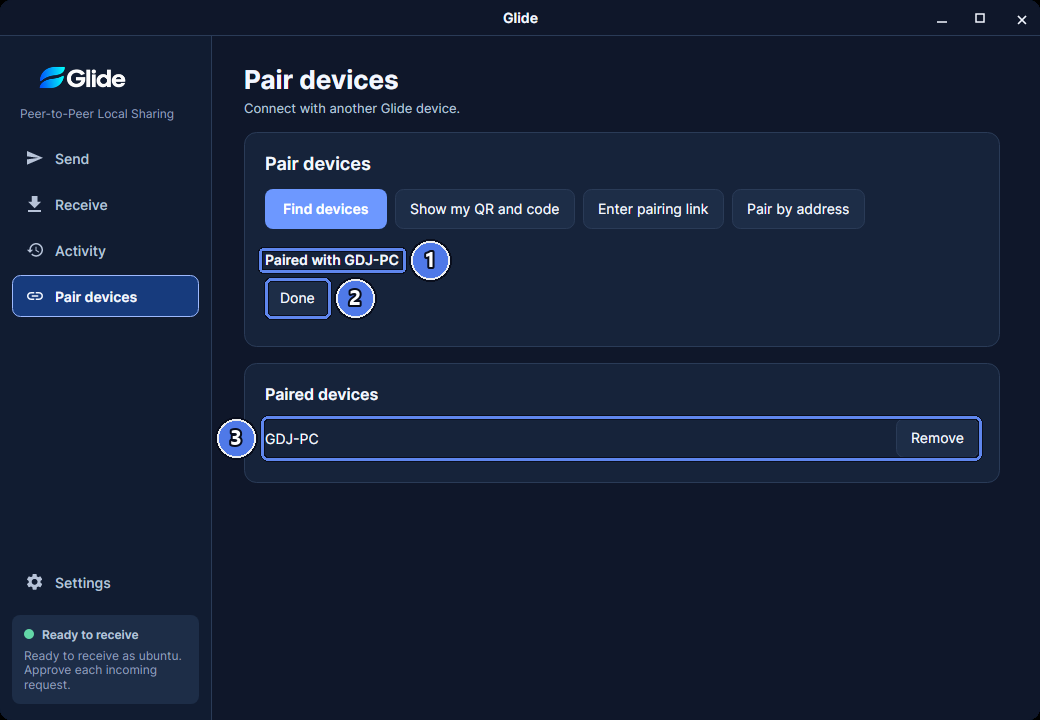 Glide
Glide
Peer-to-Peer Local Sharing
Send
Receive
Activity
Pair devices
Settings
Ready to receive
Ready to receive as ubuntu.
Approve each incoming
request.
Pair devices
Connect with another Glide device.
Pair devices
Find devices
Show my QR and code
Enter pairing link
Pair by address
Paired with GDJ-PC
1
Done
2
Paired devices
3
GDJ-PC
Remove